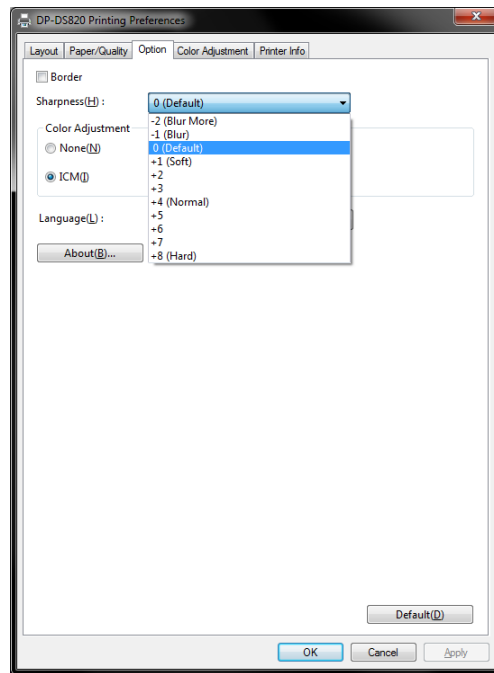 DP-DS820 Printing Preferences
Layout Paper/Quality Option Color Adjustment Printer Info
Border
Sharpness(H) : 0 (Default)
-2 (Blur More)
-1 (Blur)
0 (Default)
+1 (Soft)
+2
+3
+4 (Normal)
+5
+6
+7
+8 (Hard)
Color Adjustment
None(N)
ICM(I)
Language(L) :
About(B)...
Default(D)
OK Cancel Apply